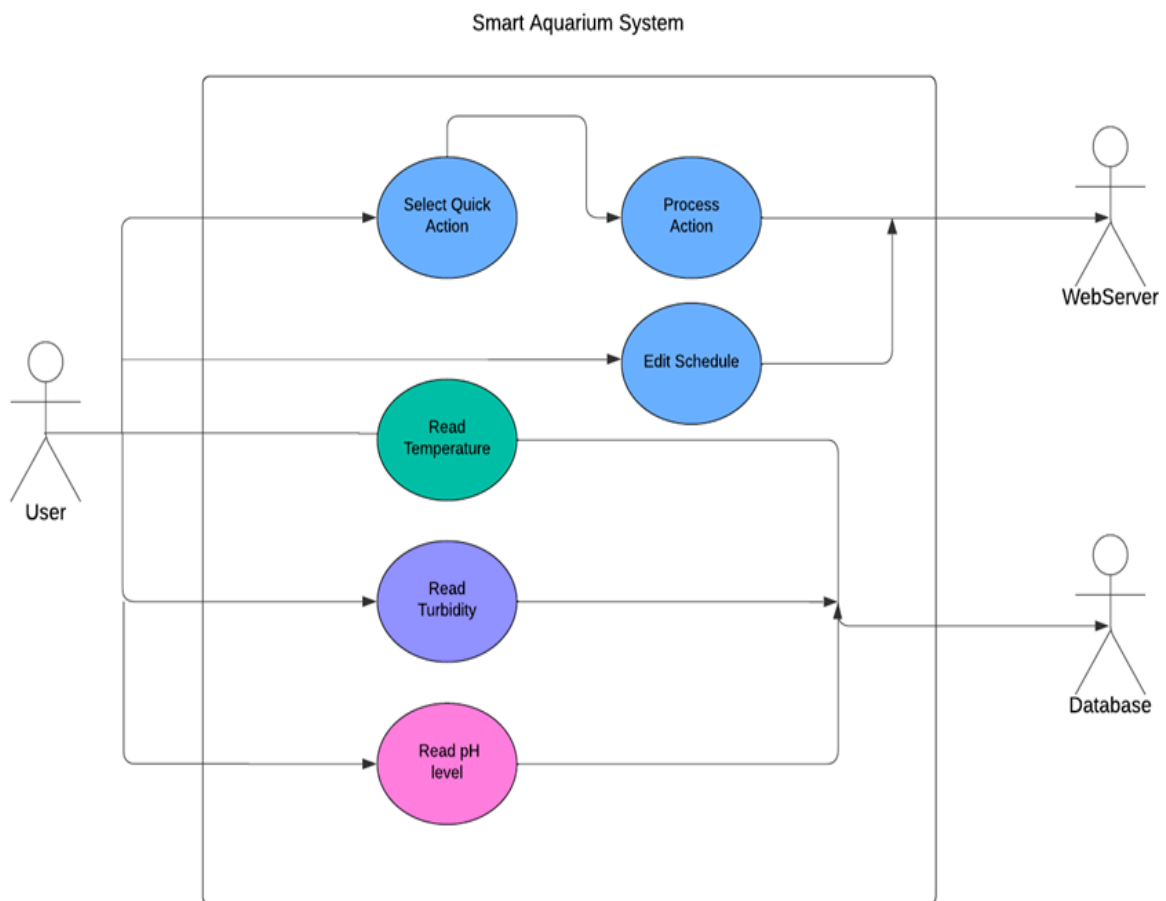 Smart Aquarium System
Select Quick
Action
Process
Action
WebServer
Edit Schedule
Read
Temperature
User
Read
Turbidity
Database
Read pH
level